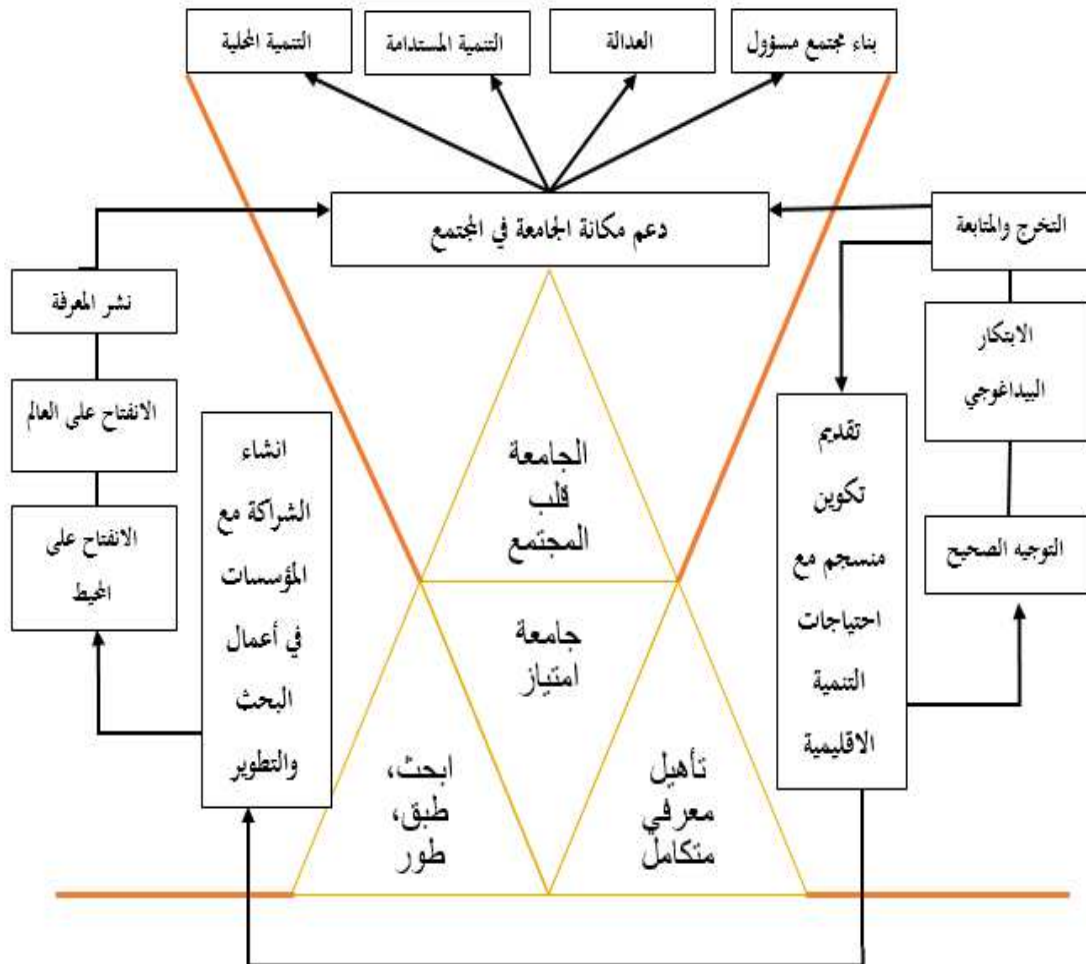 بناء مجتمع مسؤول
العدالة
التنمية المستدامة
التنمية المحلية
دعم مكانة الجامعة في المجتمع
التخرج والمتابعة
الابتكار
البيداغوجي
التوجيه الصحيح
تقديم
تكوين
منسجم مع
احتياجات
التنمية
الاقليمية
الجامعة
قلب
المجتمع
جامعة
امتياز
تأهيل
معرفي
متكامل
ابحث،
طبق،
طور
انشاء
الشراكة مع
المؤسسات
في أعمال
البحث
والتطوير
نشر المعرفة
الانفتاح على العالم
الانفتاح على
المحيط